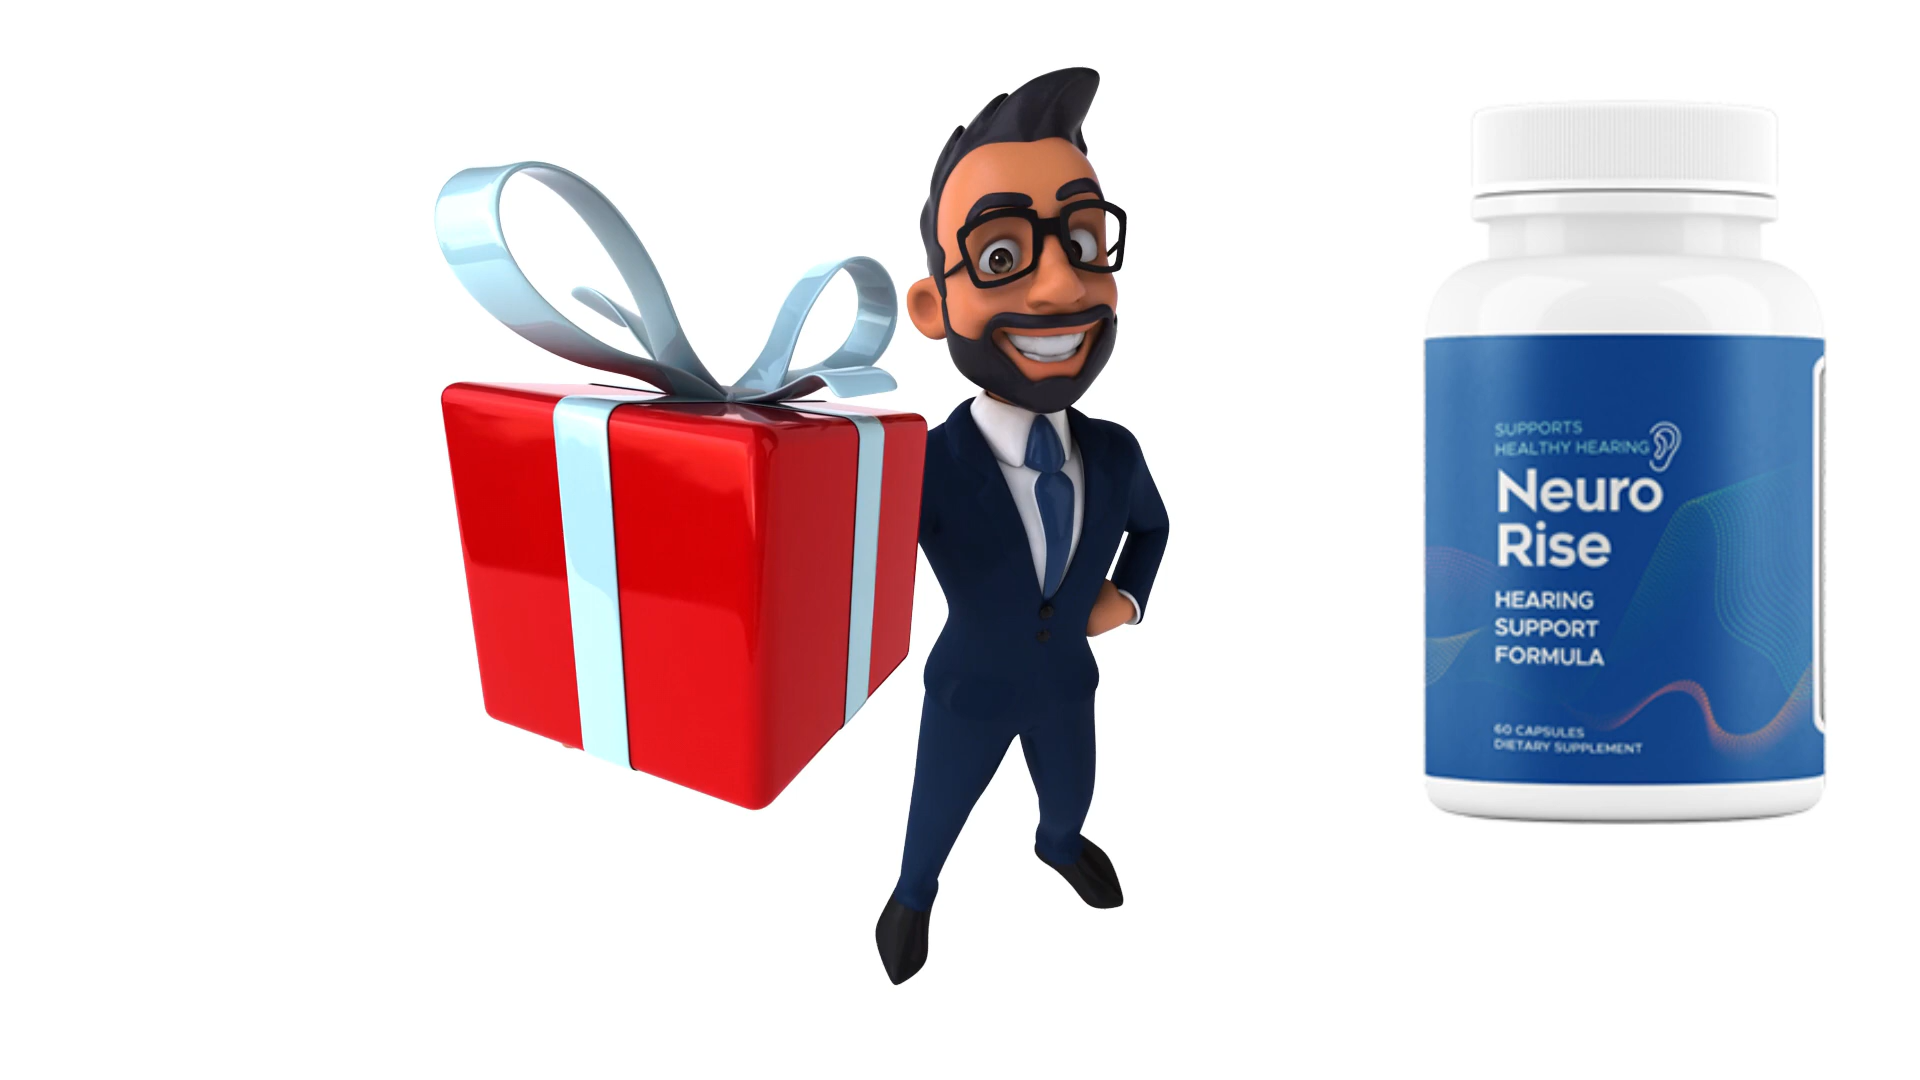 SUPPORTS
HEALTHY HEARING
Neuro
Rise
HEARING
SUPPORT
FORMULA
60 CAPSULES
DIETARY SUPPLEMENT